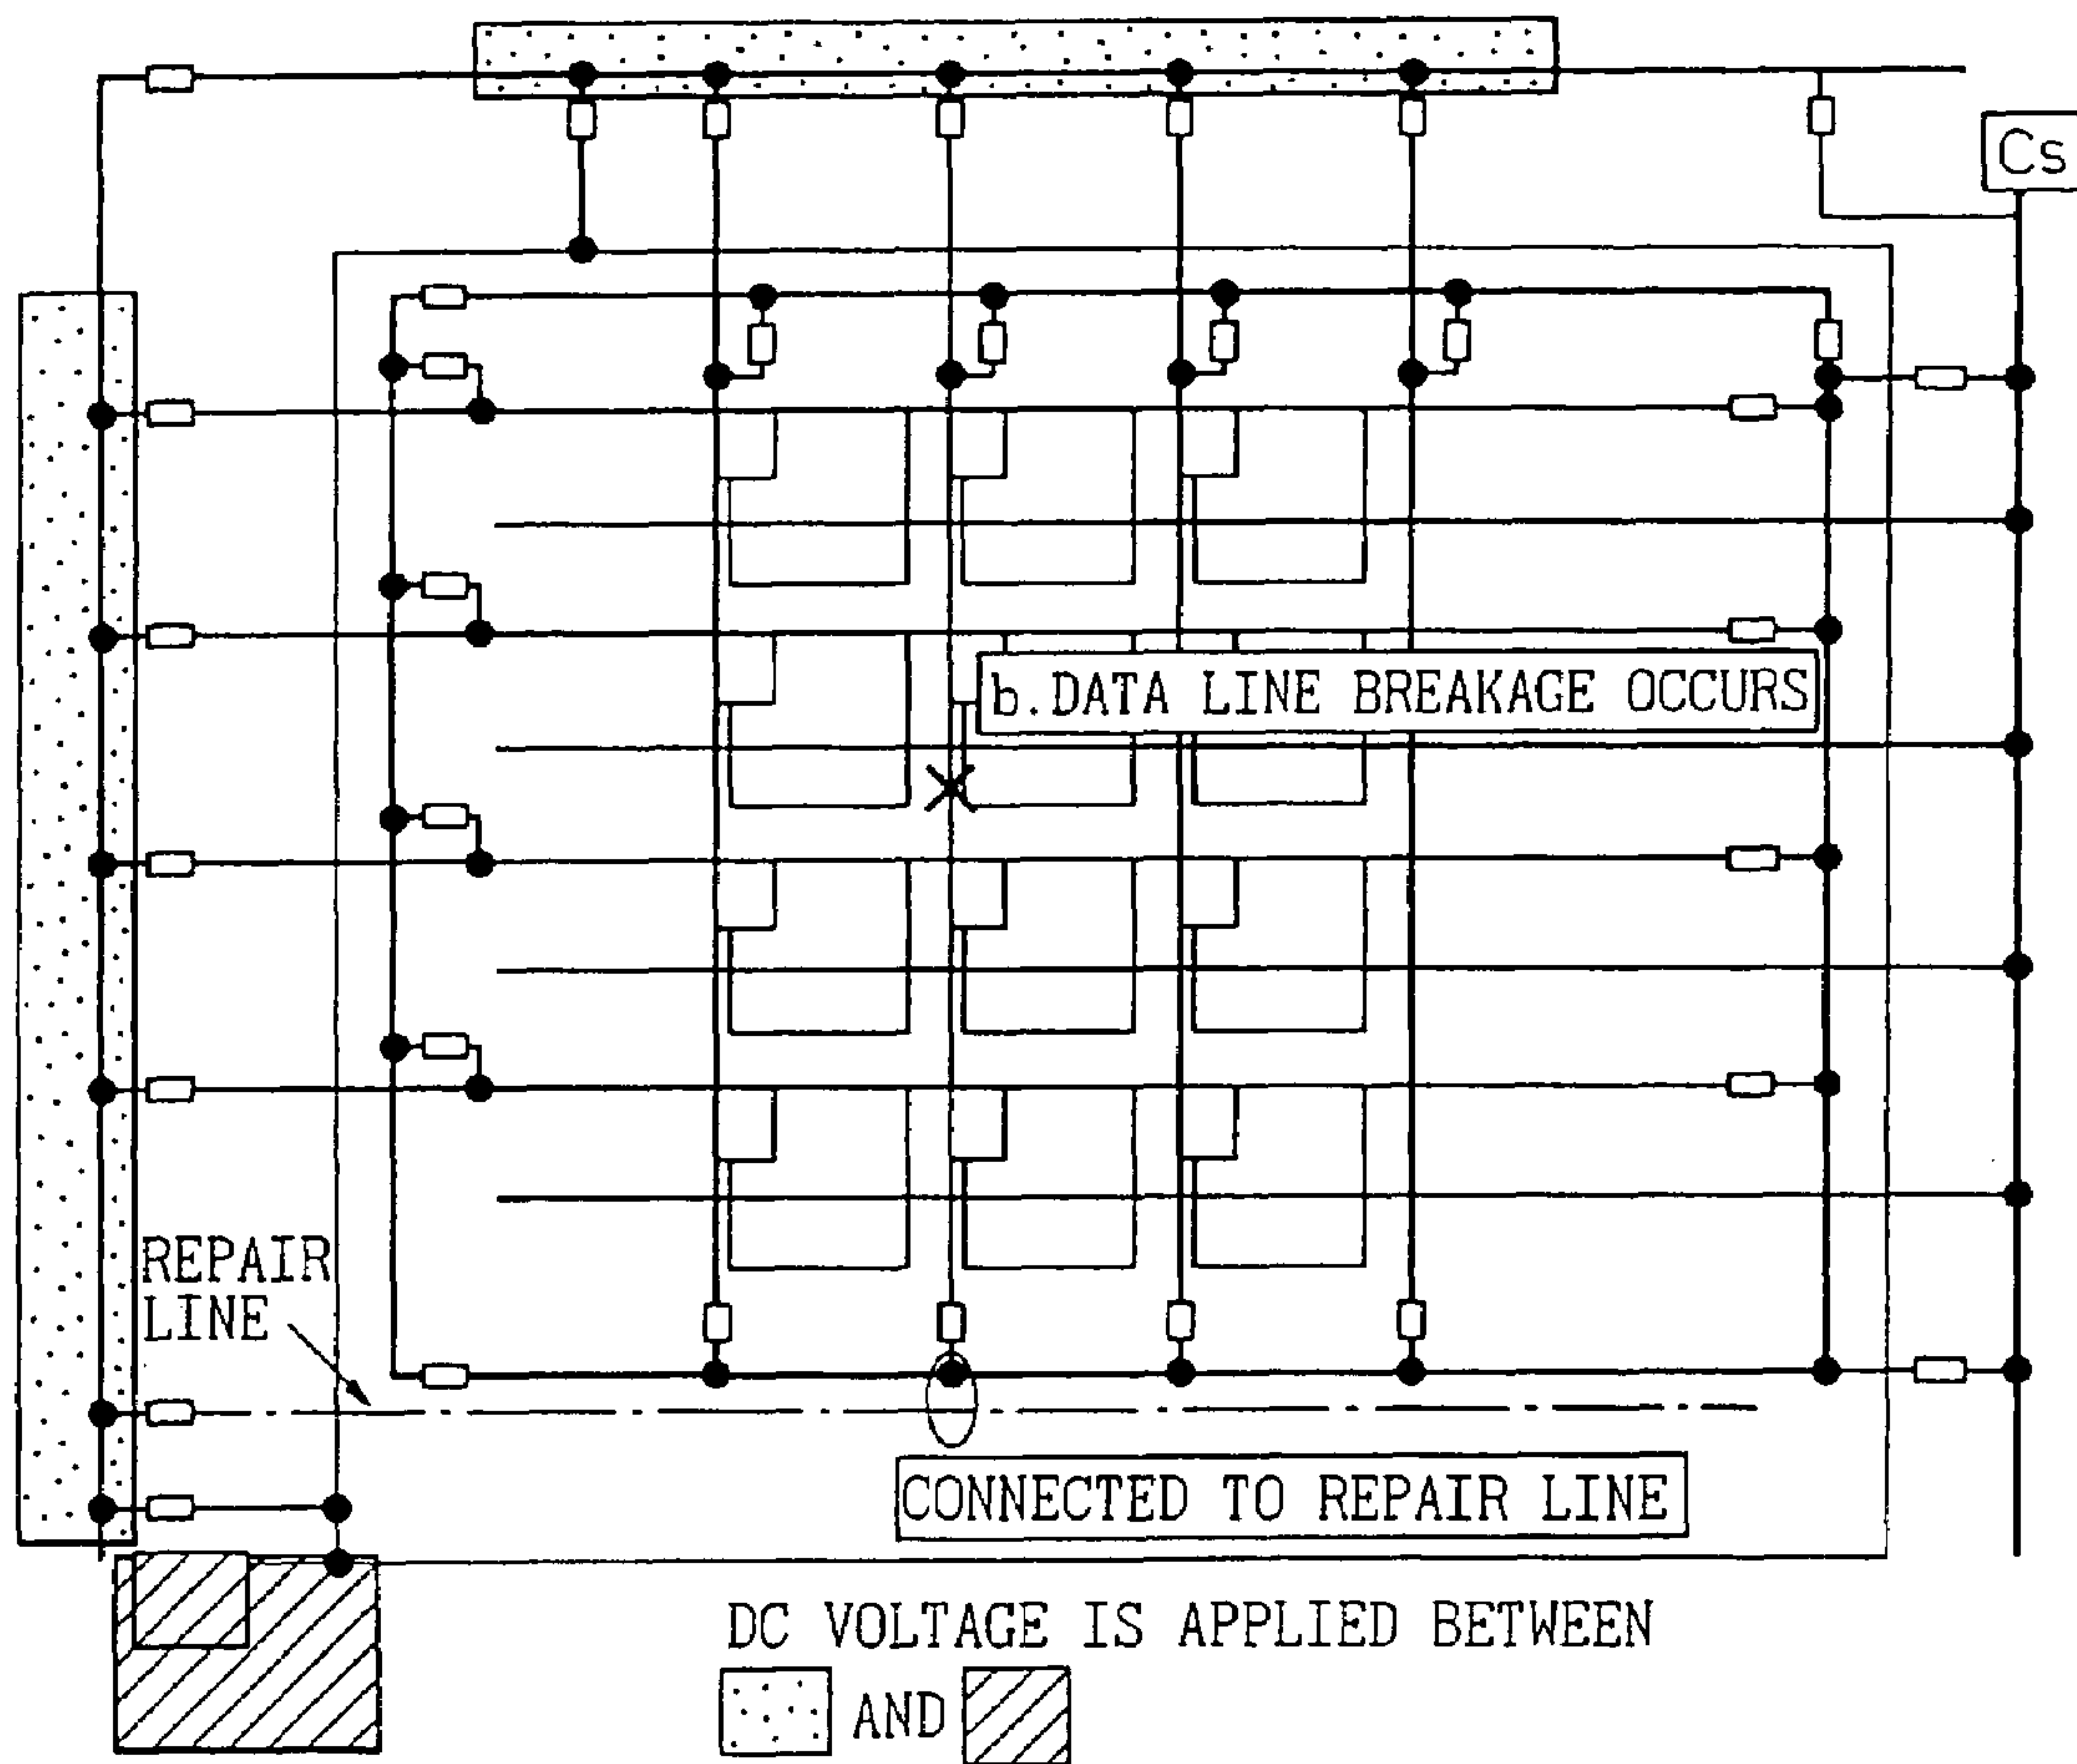 Cs
b.DATA LINE BREAKAGE OCCURS
REPAIR
LINE
CONNECTED TO REPAIR LINE
DC VOLTAGE IS APPLIED BETWEEN
AND